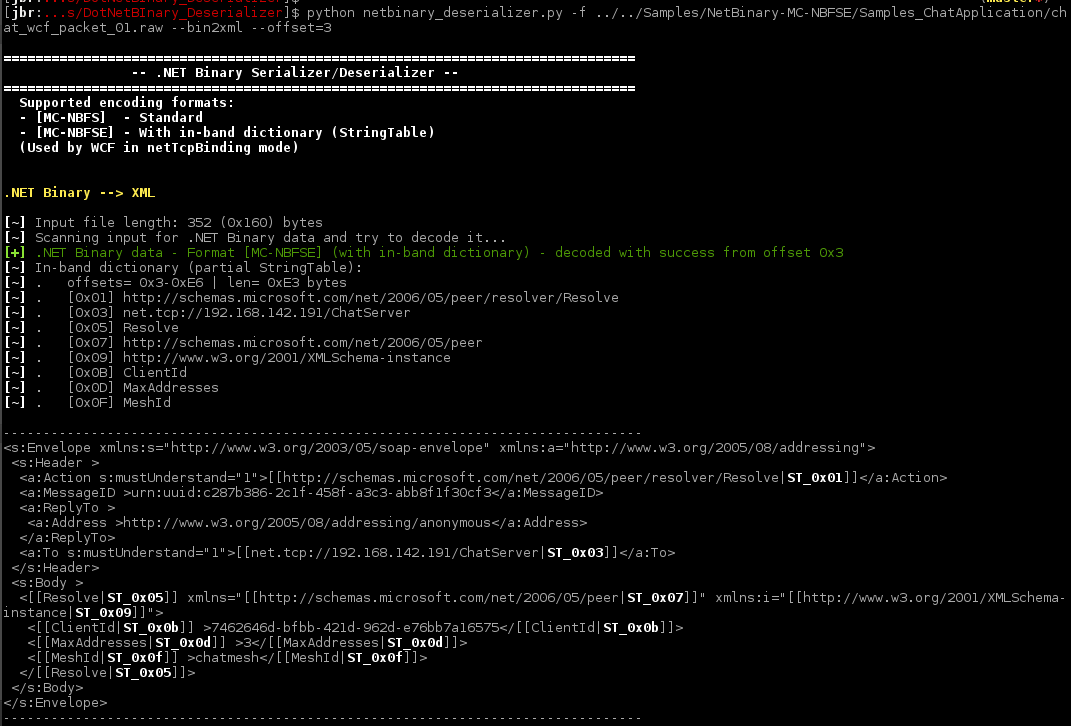 [jbr:...s/DotNetBInary_Deserializer]$
[jbr:...s/DotNetBInary_Deserializer]$ python netbinary_deserializer.py -f ../../Samples/NetBinary-MC-NBFSE/Samples_ChatApplication/ch
at_wcf_packet_01.raw --bin2xml --offset=3
===============================================================================
-- .NET Binary Serializer/Deserializer --
===============================================================================
Supported encoding formats:
- [MC-NBFS]  - Standard
- [MC-NBFSE] - With in-band dictionary (StringTable)
(Used by WCF in netTcpBinding mode)
.NET Binary --> XML
[~] Input file length: 352 (0x160) bytes
[~] Scanning input for .NET Binary data and try to decode it...
[+] .NET Binary data - Format [MC-NBFSE] (with in-band dictionary) - decoded with success from offset 0x3
[~] In-band dictionary (partial StringTable):
[~] .   offsets= 0x3-0xE6 | len= 0xE3 bytes
[~] .   [0x01] http://schemas.microsoft.com/net/2006/05/peer/resolver/Resolve
[~] .   [0x03] net.tcp://192.168.142.191/ChatServer
[~] .   [0x05] Resolve
[~] .   [0x07] http://schemas.microsoft.com/net/2006/05/peer
[~] .   [0x09] http://www.w3.org/2001/XMLSchema-instance
[~] .   [0x0B] ClientId
[~] .   [0x0D] MaxAddresses
[~] .   [0x0F] MeshId
--------------------------------------------------------------------------------
<s:Envelope xmlns:s="http://www.w3.org/2003/05/soap-envelope" xmlns:a="http://www.w3.org/2005/08/addressing">
<s:Header >
<a:Action s:mustUnderstand="1">[[http://schemas.microsoft.com/net/2006/05/peer/resolver/Resolve|ST_0x01]]</a:Action>
<a:MessageID >urn:uuid:c287b386-2c1f-458f-a3c3-abb8f1f30cf3</a:MessageID>
<a:ReplyTo >
<a:Address >http://www.w3.org/2005/08/addressing/anonymous</a:Address>
</a:ReplyTo>
<a:To s:mustUnderstand="1">[[net.tcp://192.168.142.191/ChatServer|ST_0x03]]</a:To>
</s:Header>
<s:Body >
<[[Resolve|ST_0x05]] xmlns="[[http://schemas.microsoft.com/net/2006/05/peer|ST_0x07]]" xmlns:i="[[http://www.w3.org/2001/XMLSchema-
instance|ST_0x09]]">
<[[ClientId|ST_0x0b]] >7462646d-bfbb-421d-962d-e76bb7a16575</[[ClientId|ST_0x0b]]>
<[[MaxAddresses|ST_0x0d]] >3</[[MaxAddresses|ST_0x0d]]>
<[[MeshId|ST_0x0f]] >chatmesh</[[MeshId|ST_0x0f]]>
</[[Resolve|ST_0x05]]>
</s:Body>
</s:Envelope>
--------------------------------------------------------------------------------